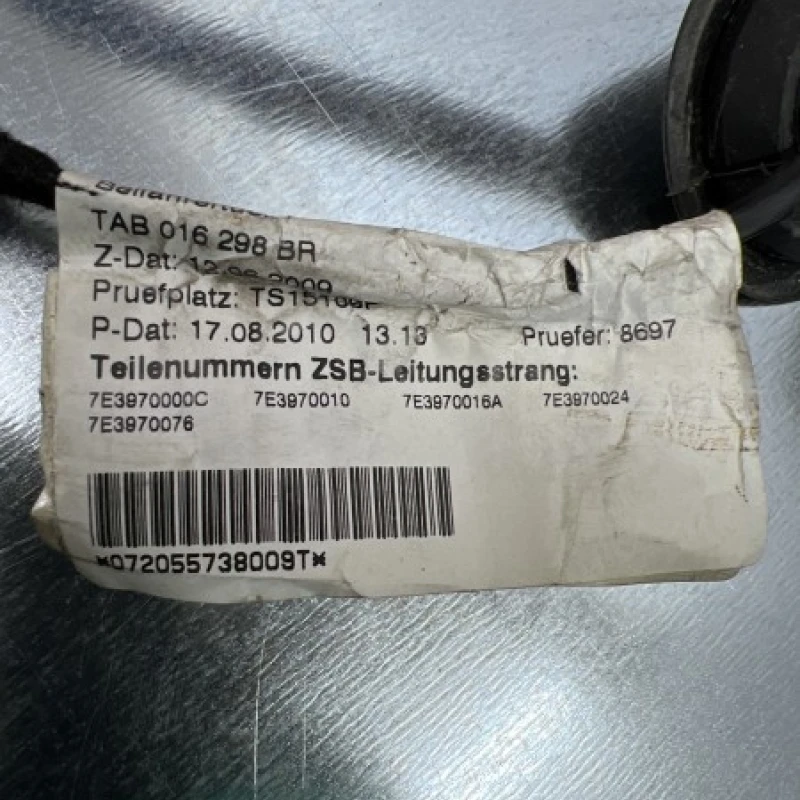 TAB 016 298 BR
Z-Dat:
Pruefplatz:
P-Dat: 17.08.2010 13.13 Pruefer: 8697
Teilenummern ZSB-Leitungsstrang:
7E3970000C 7E3970010 7E3970016A 7E3970024
7E3970076
*072055738009T*